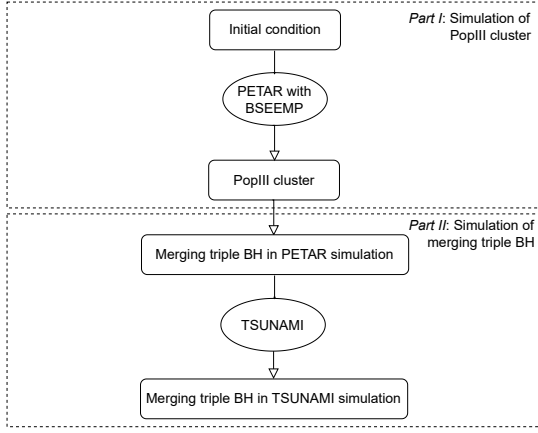 Part I: Simulation of
PopIII cluster
Initial condition
PETAR with
BSEEMP
PopIII cluster
Part II: Simulation of
merging triple BH
Merging triple BH in PETAR simulation
TSUNAMI
Merging triple BH in TSUNAMI simulation